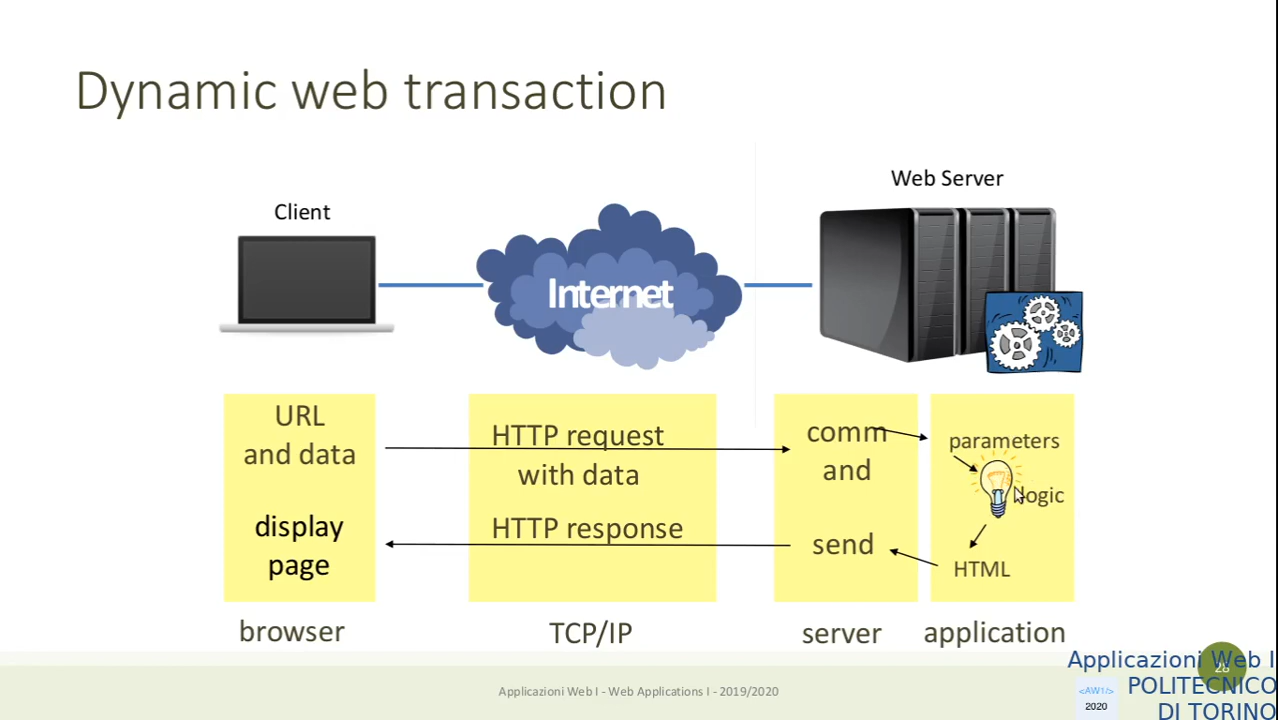 Dynamic web transaction
Client
Web Server
Internet
URL
and data
display
page
HTTP request
with data
HTTP response
comm
and
send
parameters
logic
HTML
browser
TCP/IP
server
application
Applicazioni Web I - Web Applications I - 2019/2020
28
Applicazioni Web I
POLITECNICO
DI TORINO
<AW1/>
2020